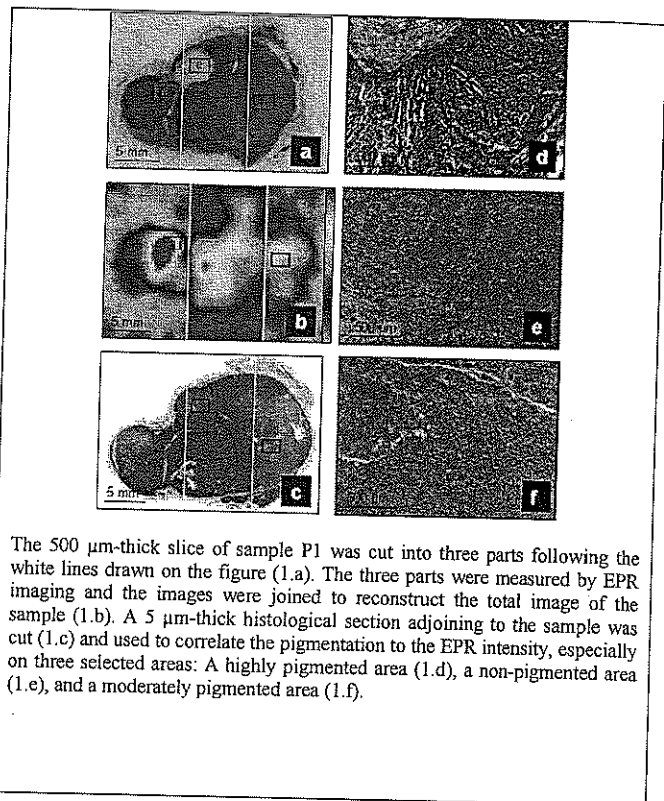 5 mm
a
d
5 mm
b
e
5 mm
c
f
The 500 µm-thick slice of sample P1 was cut into three parts following the
white lines drawn on the figure (1.a). The three parts were measured by EPR
imaging and the images were joined to reconstruct the total image of the
sample (1.b). A 5 µm-thick histological section adjoining to the sample was
cut (1.c) and used to correlate the pigmentation to the EPR intensity, especially
on three selected areas: A highly pigmented area (1.d), a non-pigmented area
(1.e), and a moderately pigmented area (1.f).